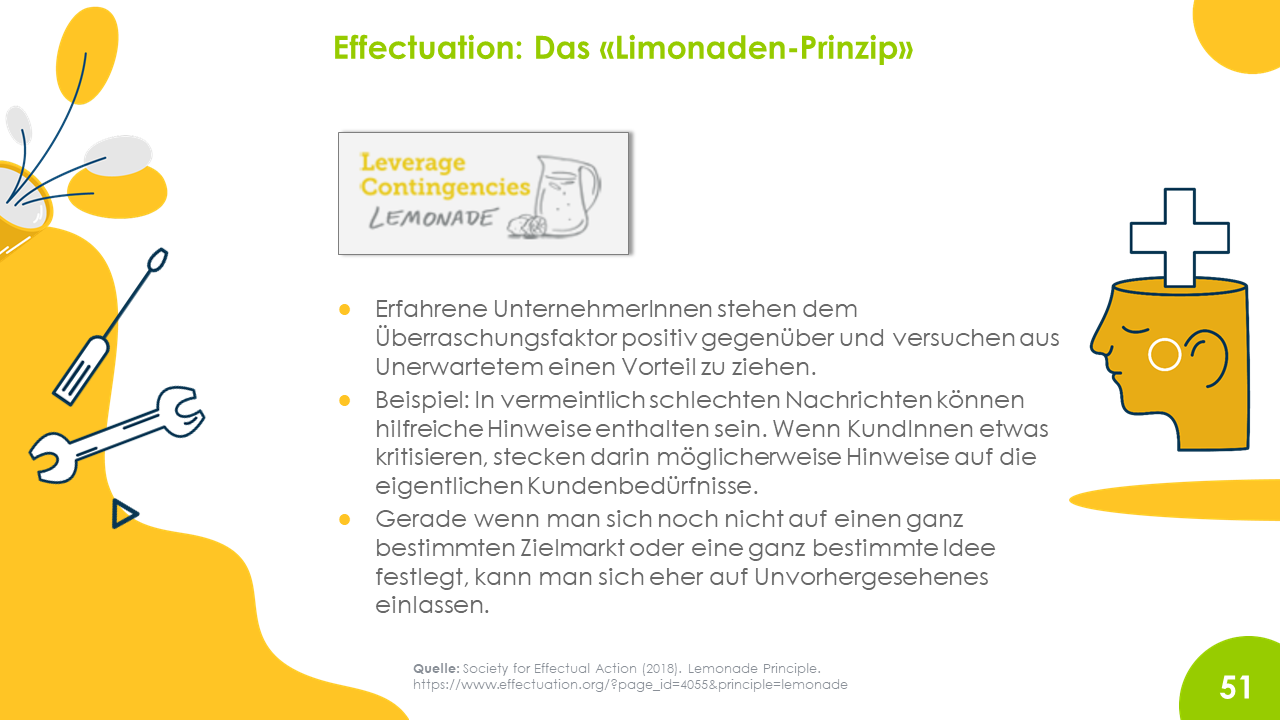 Effectuation: Das «Limonaden-Prinzip»
Leverage
Contingencies
LEMONADE
● Erfahrene UnternehmerInnen stehen dem
Überraschungsfaktor positiv gegenüber und versuchen aus
Unerwartetem einen Vorteil zu ziehen.
● Beispiel: In vermeintlich schlechten Nachrichten können
hilfreiche Hinweise enthalten sein. Wenn KundInnen etwas
kritisieren, stecken darin möglicherweise Hinweise auf die
eigentlichen Kundenbedürfnisse.
● Gerade wenn man sich noch nicht auf einen ganz
bestimmten Zielmarkt oder eine ganz bestimmte Idee
festlegt, kann man sich eher auf Unvorhergesehenes
einlassen.
Quelle: Society for Effectual Action (2018). Lemonade Principle.
https://www.effectuation.org/?page_id=4055&principle=lemonade
51